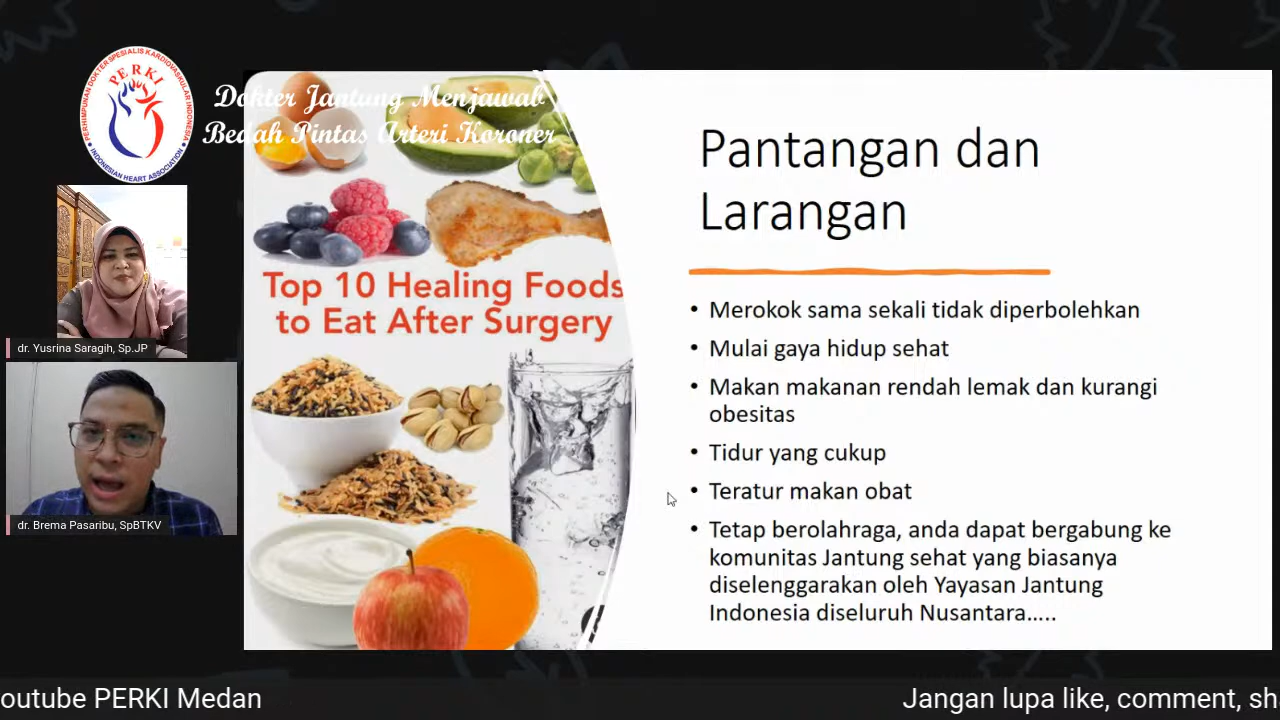 PERKI
PERHIMPUNAN DOKTER SPESIALIS KARDIOVASKULAR INDONESIA
INDONESIAN HEART ASSOCIATION
Dokter Jantung Menjawab
Bedah Pintas Arteri Koroner
dr. Yusrina Saragih, Sp.JP
dr. Brema Pasaribu, SpBTKV
Top 10 Healing Foods
to Eat After Surgery
Pantangan dan
Larangan
• Merokok sama sekali tidak diperbolehkan
• Mulai gaya hidup sehat
• Makan makanan rendah lemak dan kurangi
obesitas
• Tidur yang cukup
• Teratur makan obat
• Tetap berolahraga, anda dapat bergabung ke
komunitas Jantung sehat yang biasanya
diselenggarakan oleh Yayasan Jantung
Indonesia diseluruh Nusantara.....
outube PERKI Medan
Jangan lupa like, comment, sh